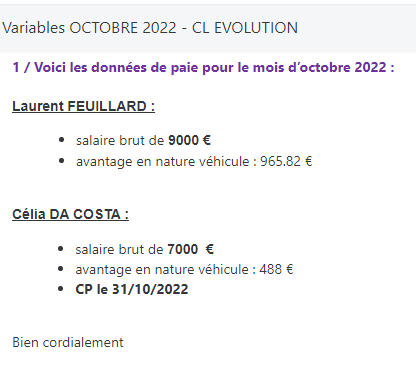 Variables OCTOBRE 2022 - CL EVOLUTION
1 / Voici les données de paie pour le mois d'octobre 2022 :
Laurent FEUILLARD :
• salaire brut de 9000 €
• avantage en nature véhicule : 965.82 €
Célia DA COSTA :
• salaire brut de 7000 €
• avantage en nature véhicule : 488 €
• CP le 31/10/2022
Bien cordialement